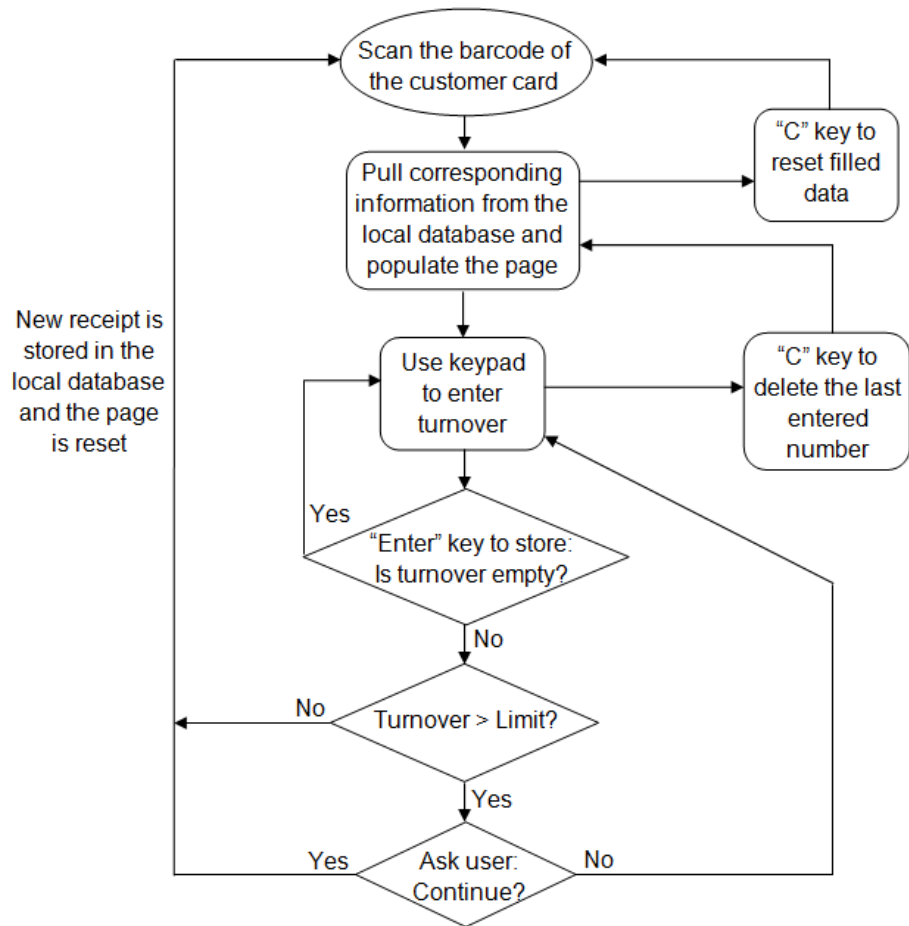 Scan the barcode of
the customer card
"C" key to
reset filled
data
Pull corresponding
information from the
local database and
populate the page
New receipt is
stored in the
local database
and the page
is reset
Use keypad
to enter
turnover
"C" key to
delete the last
entered
number
Yes
"Enter" key to store:
Is turnover empty?
No
No
Turnover > Limit?
Yes
Yes
Ask user:
Continue?
No